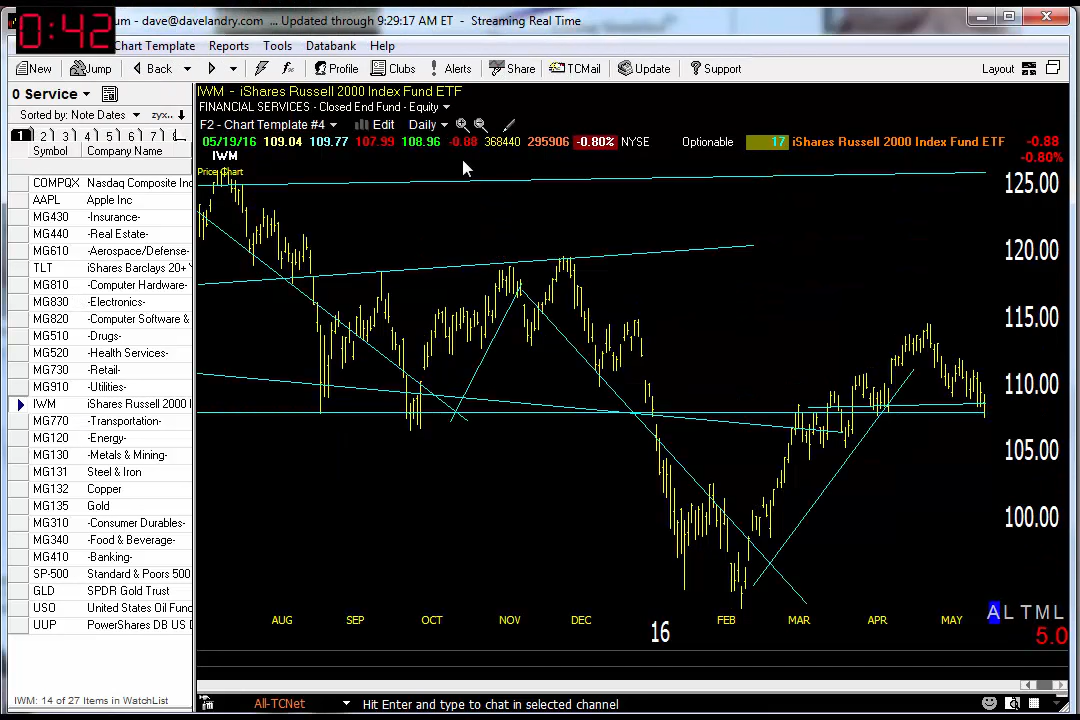 0:42
um - dave@davelandry.com ... Updated through 9:29:17 AM ET - Streaming Real Time
Chart Template Reports Tools Databank Help
New Jump Back Profile Clubs Alerts Share TCMail Update Support Layout
0 Service
Sorted by: Note Dates zyx..
1 2 3 4 5 6 7
Symbol Company Name
COMPQX Nasdaq Composite Inc
AAPL Apple Inc
MG430 -Insurance-
MG440 -Real Estate-
MG610 -Aerospace/Defense-
TLT iShares Barclays 20+
MG810 -Computer Hardware-
MG830 -Electronics-
MG820 -Computer Software &
MG510 -Drugs-
MG520 -Health Services-
MG730 -Retail-
MG910 -Utilities-
IWM iShares Russell 2000 I
MG770 -Transportation-
MG120 -Energy-
MG130 -Metals & Mining-
MG131 Steel & Iron
MG132 Copper
MG135 Gold
MG310 -Consumer Durables-
MG340 -Food & Beverage-
MG410 -Banking-
SP-500 Standard & Poors 500
GLD SPDR Gold Trust
USO United States Oil Func
UUP PowerShares DB US D
IWM: 14 of 27 Items in WatchList
IWM - iShares Russell 2000 Index Fund ETF
FINANCIAL SERVICES - Closed End Fund - Equity
F2 - Chart Template #4 Edit Daily
05/19/16 109.04 109.77 107.99 108.96 -0.88 368440 295906 -0.80% NYSE Optionable 17 iShares Russell 2000 Index Fund ETF -0.88
-0.80%
IWM
Price Chart
125.00
120.00
115.00
110.00
105.00
100.00
A L T M L
5.0
AUG SEP OCT NOV DEC 16 FEB MAR APR MAY
All-TCNet Hit Enter and type to chat in selected channel